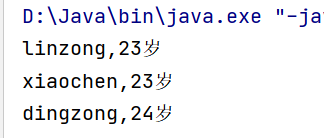 D:\Java\bin\java.exe "-ja
linzong,23岁
xiaochen,23岁
dingzong,24岁